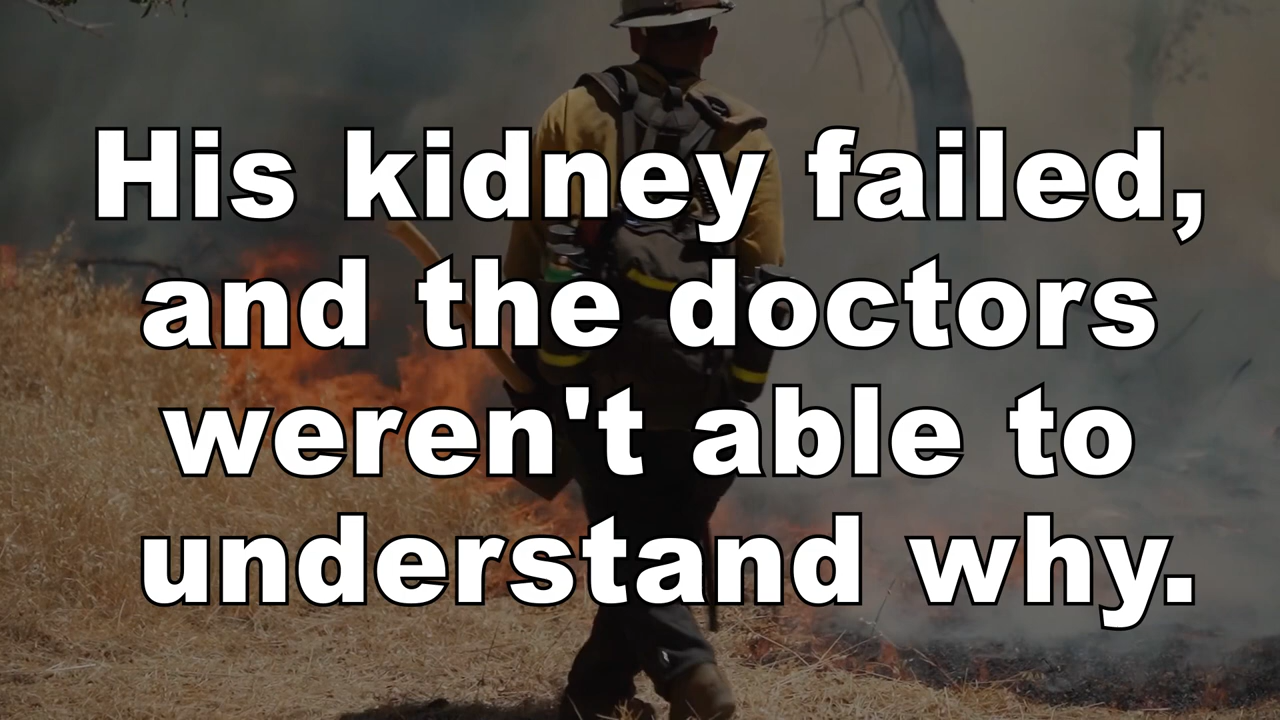 His kidney failed,
and the doctors
weren't able to
understand why.